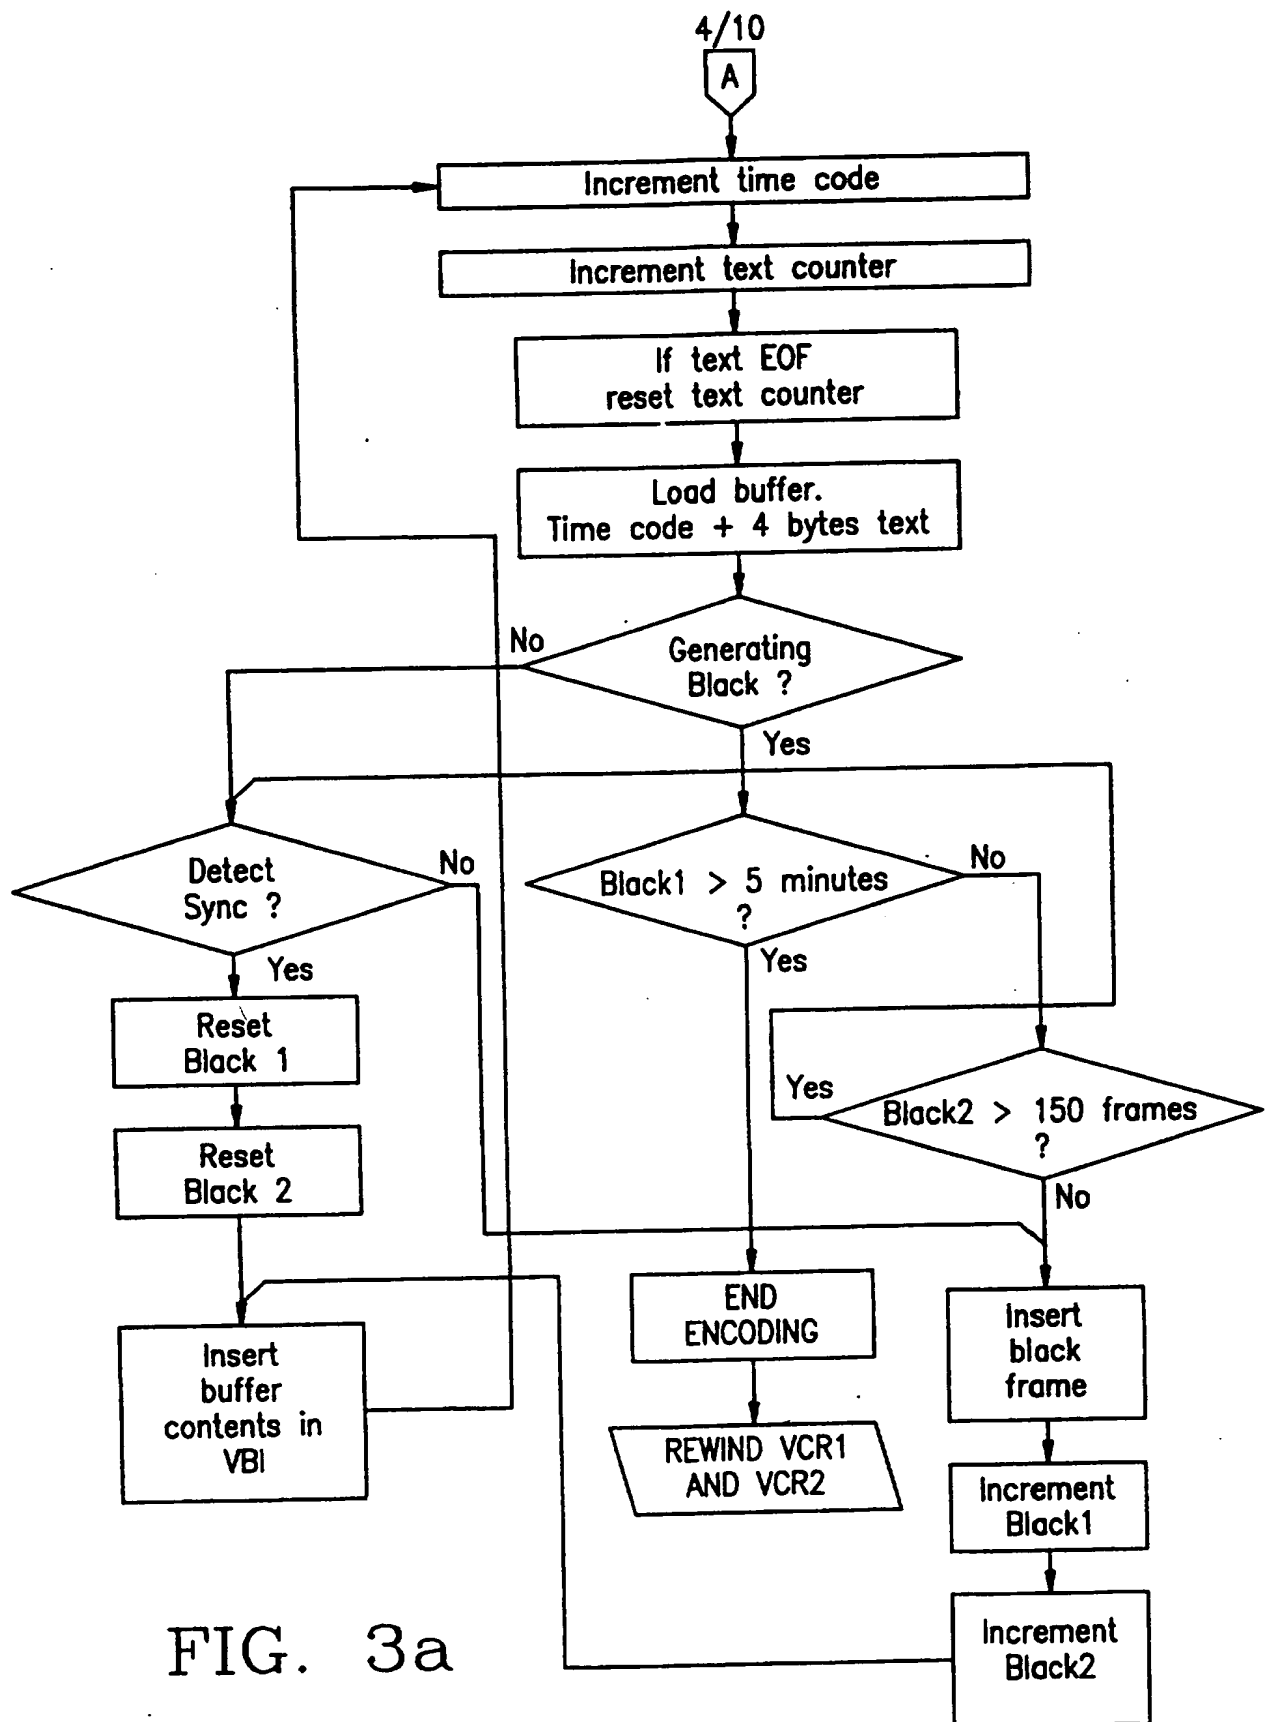 4/10
A
Increment time code
Increment text counter
If text EOF
reset text counter
Load buffer.
Time code + 4 bytes text
Generating
Black ?
No
Yes
Detect
Sync ?
No
Yes
Black1 > 5 minutes
?
No
Yes
Reset
Black 1
Reset
Black 2
Black2 > 150 frames
?
Yes
No
Insert
buffer
contents in
VBI
END
ENCODING
REWIND VCR1
AND VCR2
Insert
black
frame
Increment
Black1
Increment
Black2
FIG. 3a